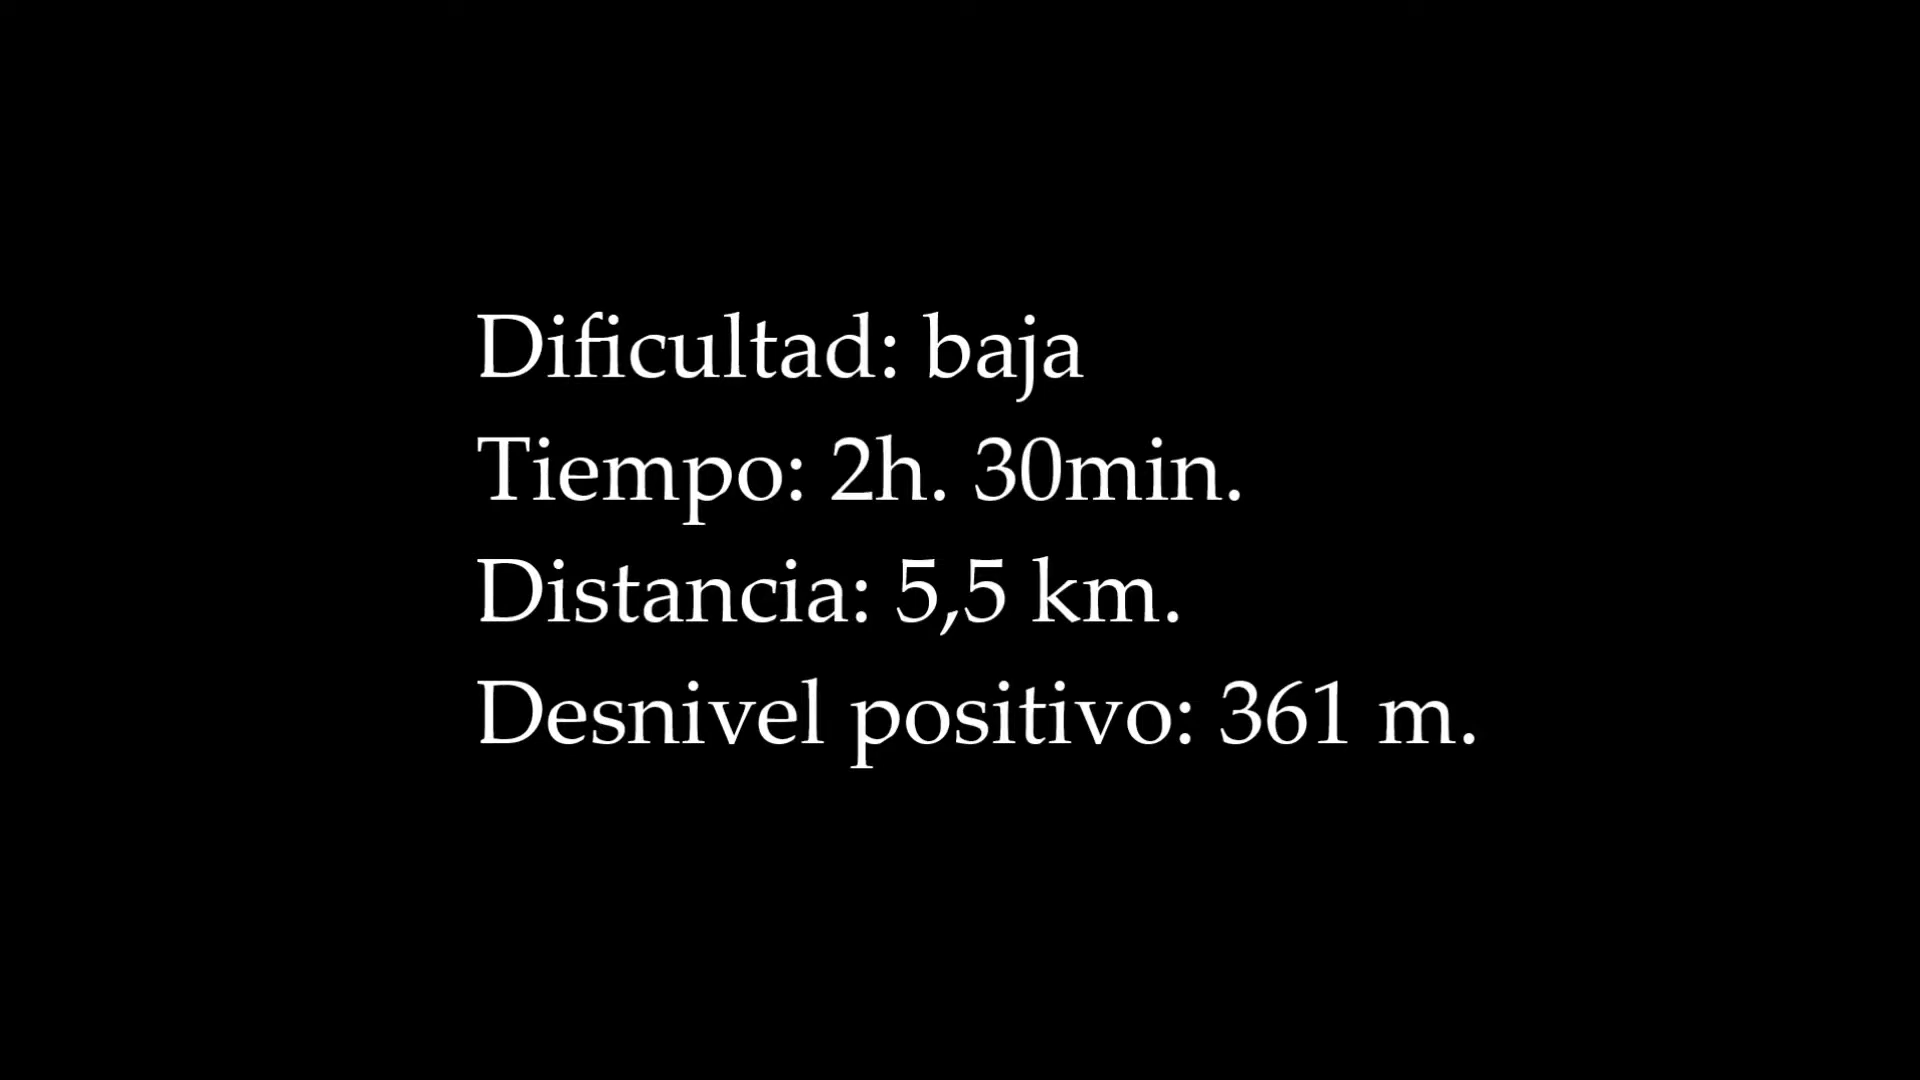 Dificultad: baja
Tiempo: 2h. 30min.
Distancia: 5,5 km.
Desnivel positivo: 361 m.